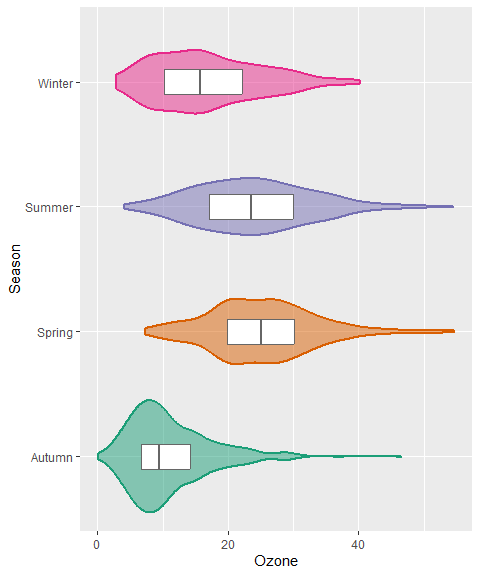 Winter
Summer
Spring
Autumn
Season
0 20 40
Ozone